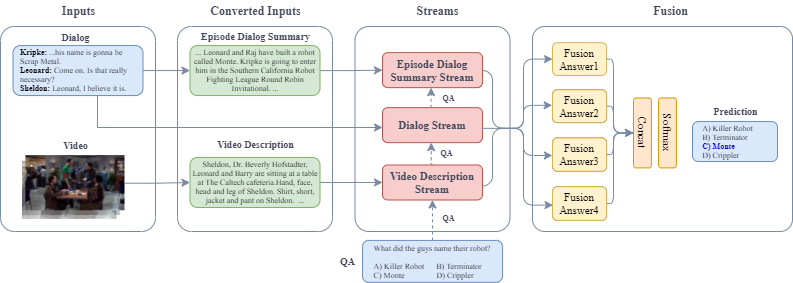 Inputs
Converted Inputs
Streams
Fusion
Dialog
Kripke: ...his name is gonna be
Scrap Metal.
Leonard: Come on. Is that really
necessary?
Sheldon: Leonard, I believe it is.
Video
Episode Dialog Summary
... Leonard and Raj have built a robot
called Monte. Kripke is going to enter
him in the Southern California Robot
Fighting League Round Robin
Invitational. ...
Video Description
Sheldon, Dr. Beverly Hofstadter,
Leonard and Barry are sitting at a table
at The Caltech cafeteria.Hand, face,
head and leg of Sheldon. Shirt, short,
jacket and pant on Sheldon. ...
Episode Dialog
Summary Stream
QA
Dialog Stream
QA
Video Description
Stream
QA
QA
What did the guys name their robot?
A) Killer Robot B) Terminator
C) Monte D) Crippler
Fusion
Answer1
Fusion
Answer2
Fusion
Answer3
Fusion
Answer4
Concat
Softmax
Prediction
A) Killer Robot
B) Terminator
C) Monte
D) Crippler